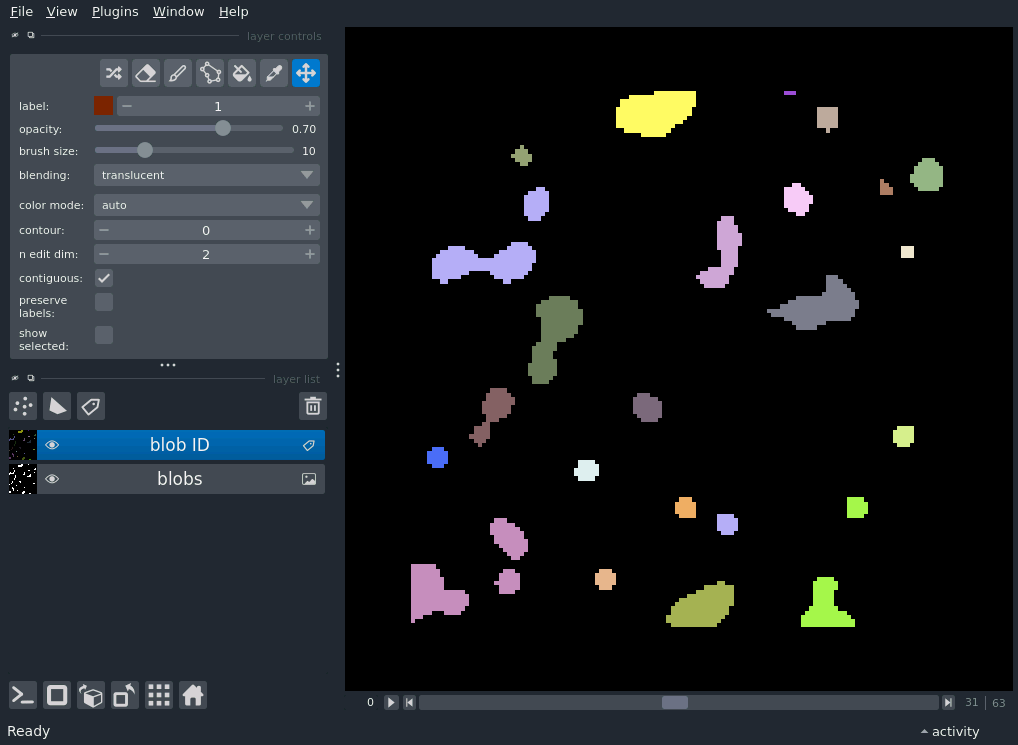 File View Plugins Window Help
layer controls
label: 1
opacity: 0.70
brush size: 10
blending: translucent
color mode: auto
contour: 0
n edit dim: 2
contiguous:
preserve
labels:
show
selected:
layer list
blob ID
blobs
0 31 63
Ready activity